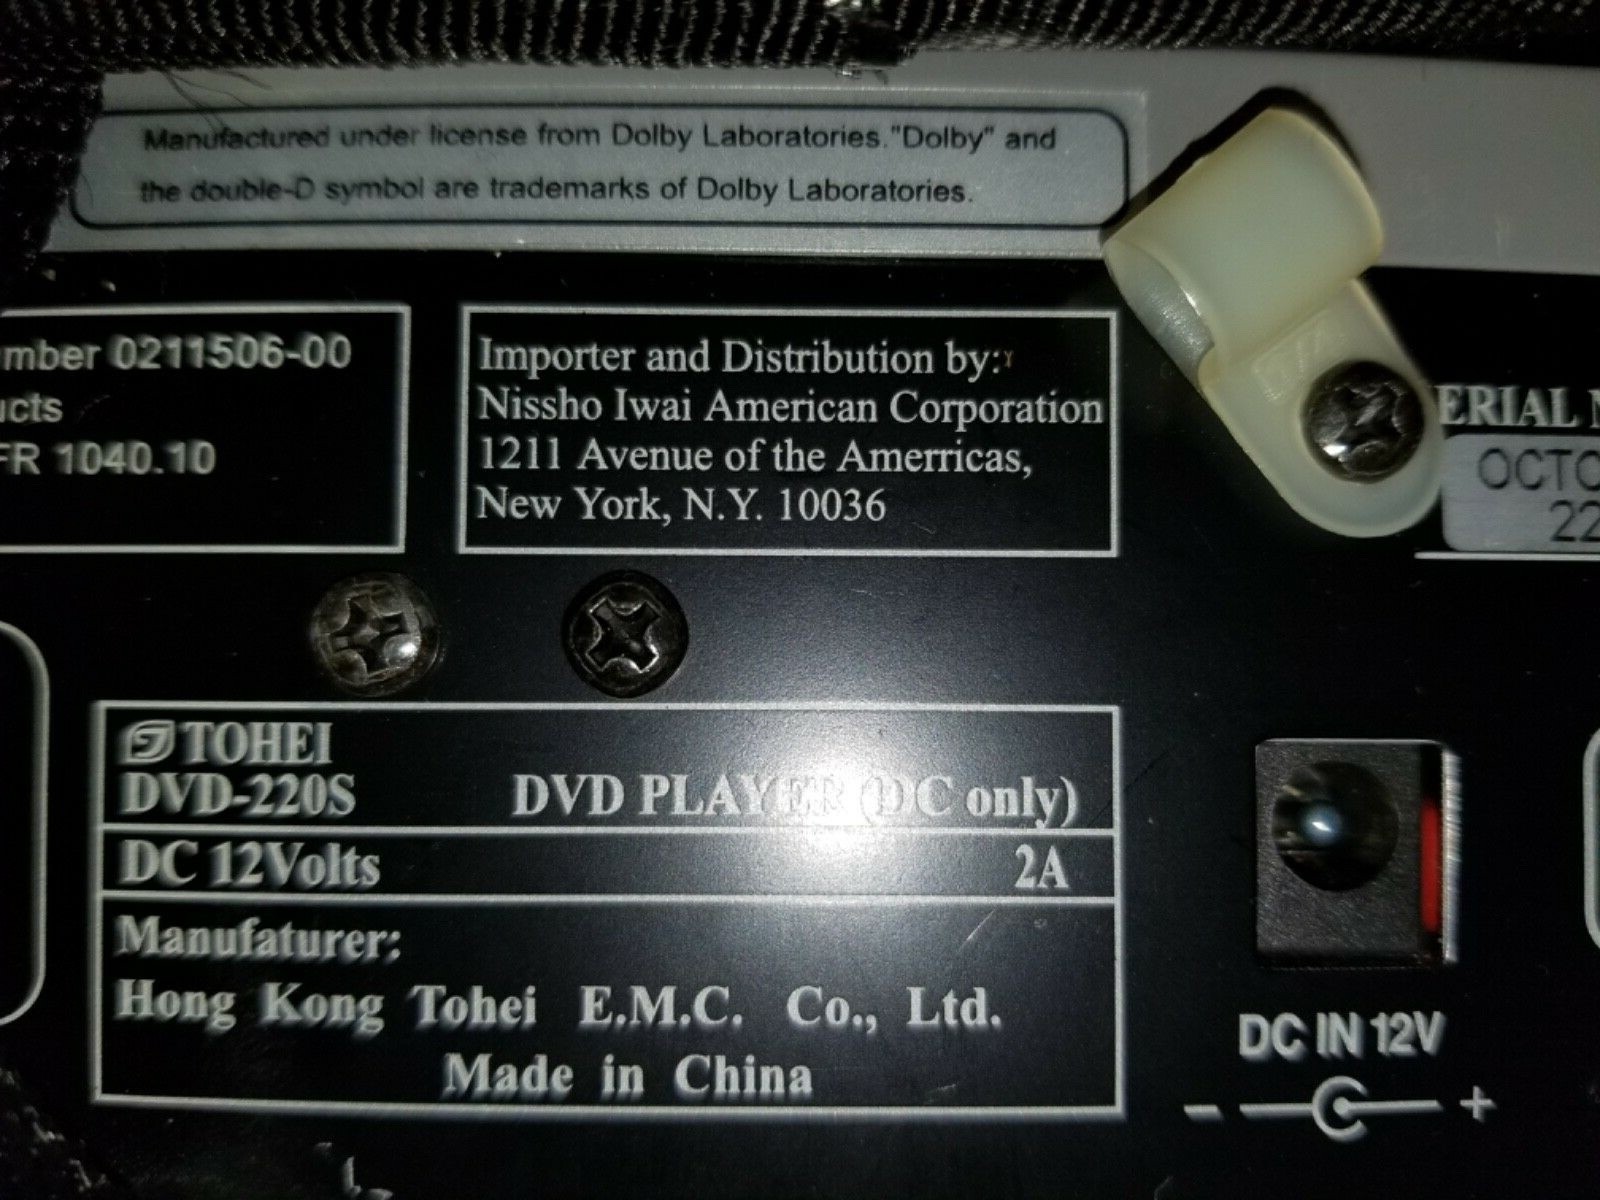 Manufactured under license from Dolby Laboratories."Dolby" and
the double-D symbol are trademarks of Dolby Laboratories.
mber 0211506-00
ucts
FR 1040.10
Importer and Distribution by:
Nissho Iwai American Corporation
1211 Avenue of the Amerricas,
New York, N.Y. 10036
ERIAL N
OCTO
22
TOHEI
DVD-220S DVD PLAYER (DC only)
DC 12Volts 2A
Manufaturer:
Hong Kong Tohei E.M.C. Co., Ltd.
Made in China
DC IN 12V
- +